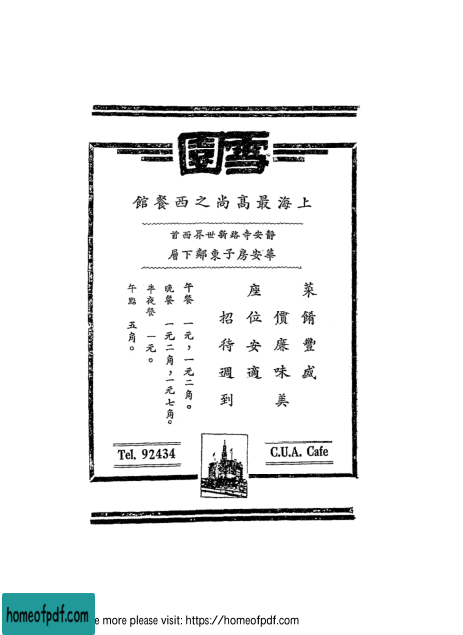 雪園
上海最高尚之西餐館
靜安寺路新世界西首
華安房子東鄰下層
菜餚豐盛
價廉味美
座位安適
招待週到
午餐 一元，一元二角。
晚餐 一元二角，一元七角。
半夜餐 一元。
午點 五角。
Tel. 92434
C.U.A. Cafe
homeofpdf.com
e more please visit: https://homeofpdf.com